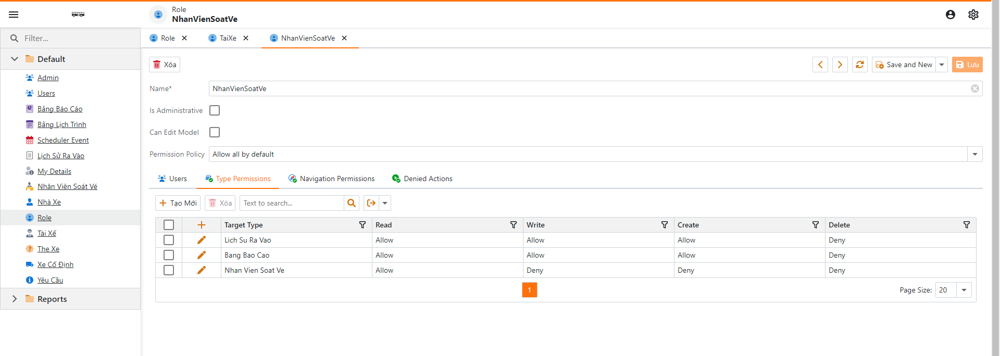 Role
NhanVienSoatVe
Filter...
Role
TaiXe
NhanVienSoatVe
Default
Admin
Users
Bảng Báo Cáo
Bảng Lịch Trình
Scheduler Event
Lịch Sử Ra Vào
My Details
Nhân Viên Soát Vé
Nhà Xe
Role
Tài Xế
The Xe
Xe Cố Định
Yêu Cầu
Reports
Xóa
Save and New
Lưu
Name*
NhanVienSoatVe
Is Administrative
Can Edit Model
Permission Policy
Allow all by default
Users
Type Permissions
Navigation Permissions
Denied Actions
Tạo Mới
Xóa
Text to search...
Target Type Read Write Create Delete
Lich Su Ra Vao Allow Allow Allow Deny
Bang Bao Cao Allow Allow Allow Deny
Nhan Vien Soat Ve Allow Deny Deny Deny
1
Page Size: 20